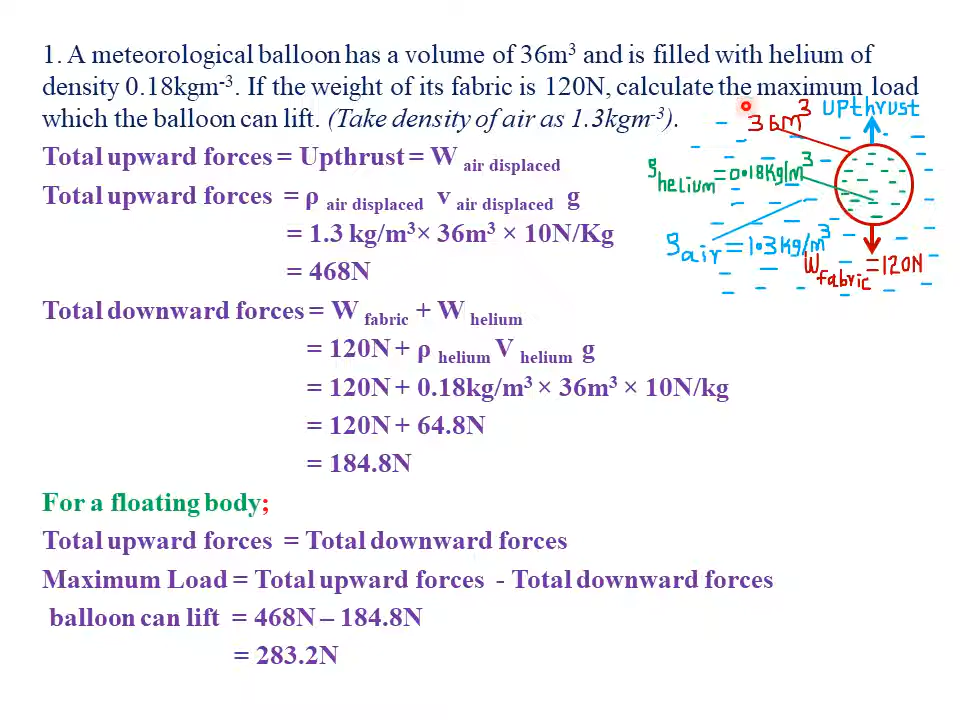 1. A meteorological balloon has a volume of 36m³ and is filled with helium of
density 0.18kgm⁻³. If the weight of its fabric is 120N, calculate the maximum load
which the balloon can lift. (Take density of air as 1.3kgm⁻³).
36m³
UPthrust
Total upward forces = Upthrust = W air displaced
ρhelium = 0.18kg/m³
Total upward forces = ρ air displaced v air displaced g
= 1.3 kg/m³× 36m³ × 10N/Kg
ρair = 1.3kg/m³
Wfabric = 120N
= 468N
Total downward forces = W fabric + W helium
= 120N + ρ helium V helium g
= 120N + 0.18kg/m³ × 36m³ × 10N/kg
= 120N + 64.8N
= 184.8N
For a floating body;
Total upward forces = Total downward forces
Maximum Load = Total upward forces - Total downward forces
balloon can lift = 468N – 184.8N
= 283.2N